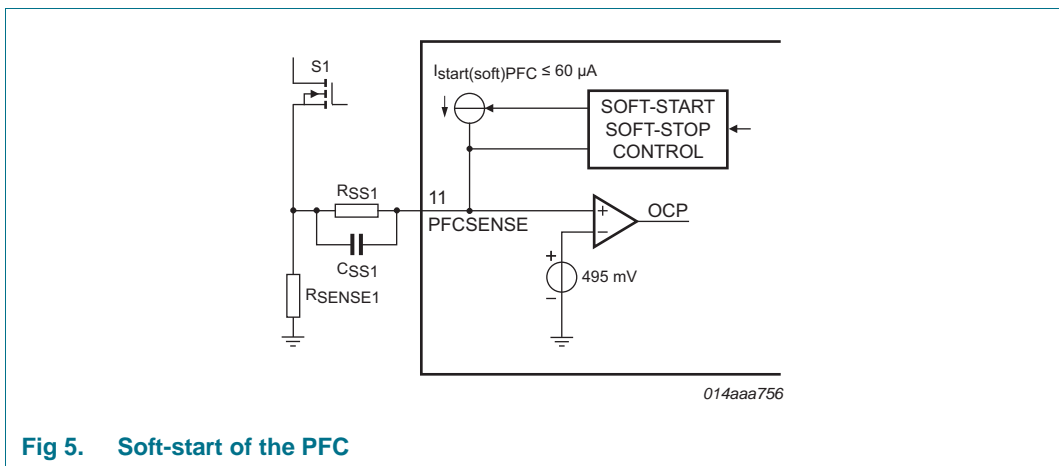 S1
Istart(soft)PFC ≤ 60 μA
SOFT-START
SOFT-STOP
CONTROL
RSS1
11
PFCSENSE
OCP
+
−
CSS1
+
495 mV
−
RSENSE1
014aaa756
Fig 5. Soft-start of the PFC